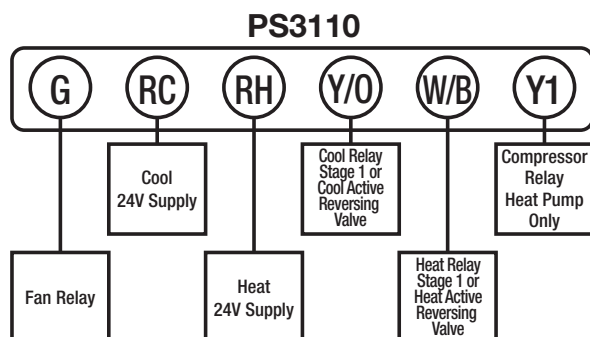 PS3110
G RC RH Y/O W/B Y1
Cool
24V Supply
Cool Relay
Stage 1 or
Cool Active
Reversing
Valve
Compressor
Relay
Heat Pump
Only
Fan Relay
Heat
24V Supply
Heat Relay
Stage 1 or
Heat Active
Reversing
Valve